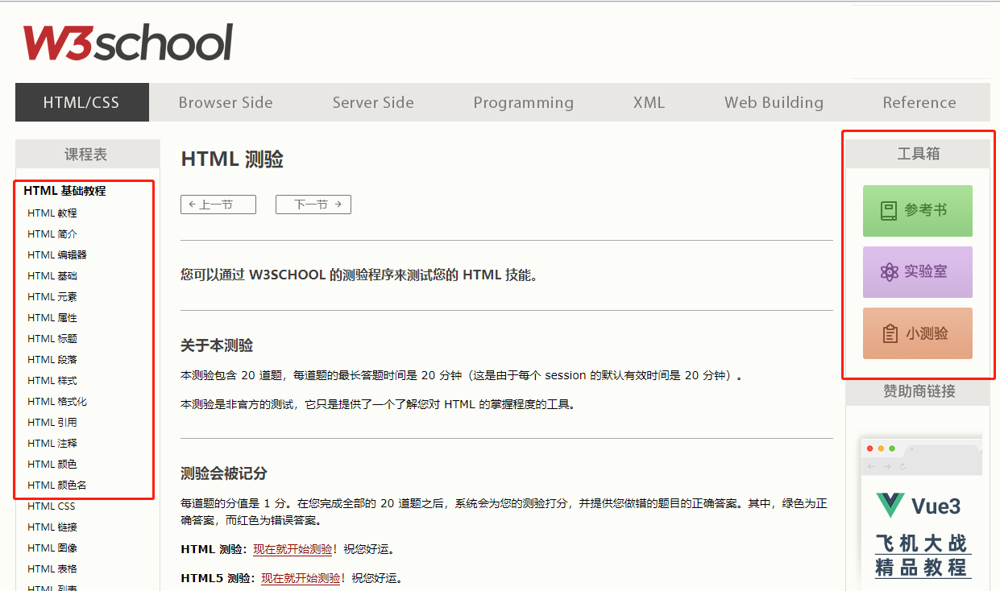 W3school
HTML/CSS
Browser Side
Server Side
Programming
XML
Web Building
Reference
课程表
HTML 基础教程
HTML 教程
HTML 简介
HTML 编辑器
HTML 基础
HTML 元素
HTML 属性
HTML 标题
HTML 段落
HTML 样式
HTML 格式化
HTML 引用
HTML 注释
HTML 颜色
HTML 颜色名
HTML CSS
HTML 链接
HTML 图像
HTML 表格
HTML 列表
HTML 测验
← 上一节
下一节 →
您可以通过 W3SCHOOL 的测验程序来测试您的 HTML 技能。
关于本测验
本测验包含 20 道题，每道题的最长答题时间是 20 分钟（这是由于每个 session 的默认有效时间是 20 分钟）。
本测验是非官方的测试，它只是提供了一个了解您对 HTML 的掌握程度的工具。
测验会被记分
每道题的分值是 1 分。在您完成全部的 20 道题之后，系统会为您的测验打分，并提供您做错的题目的正确答案。其中，绿色为正
确答案，而红色为错误答案。
HTML 测验：现在就开始测验！祝您好运。
HTML5 测验：现在就开始测验！祝您好运。
工具箱
参考书
实验室
小测验
赞助商链接
Vue3
飞机大战
精品教程